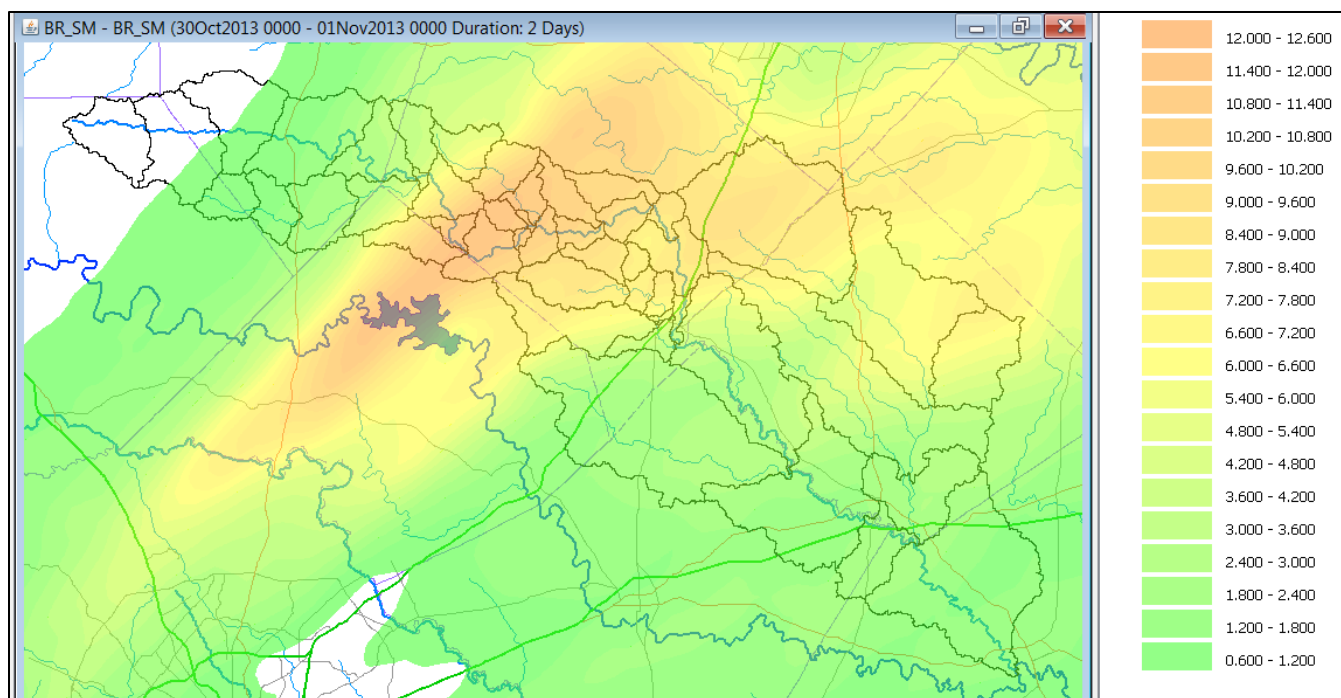 BR_SM - BR_SM (30Oct2013 0000 - 01Nov2013 0000 Duration: 2 Days)
12.000 - 12.600
11.400 - 12.000
10.800 - 11.400
10.200 - 10.800
9.600 - 10.200
9.000 - 9.600
8.400 - 9.000
7.800 - 8.400
7.200 - 7.800
6.600 - 7.200
6.000 - 6.600
5.400 - 6.000
4.800 - 5.400
4.200 - 4.800
3.600 - 4.200
3.000 - 3.600
2.400 - 3.000
1.800 - 2.400
1.200 - 1.800
0.600 - 1.200